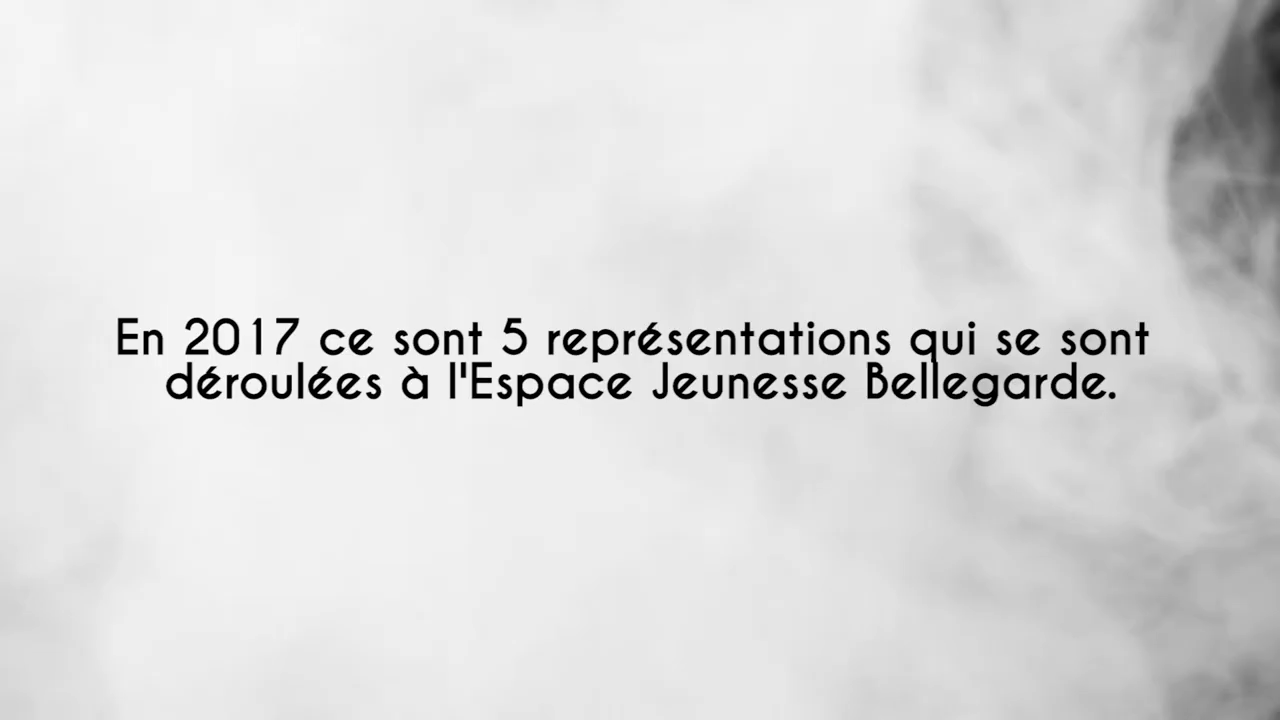 En 2017 ce sont 5 représentations qui se sont
déroulées à l'Espace Jeunesse Bellegarde.